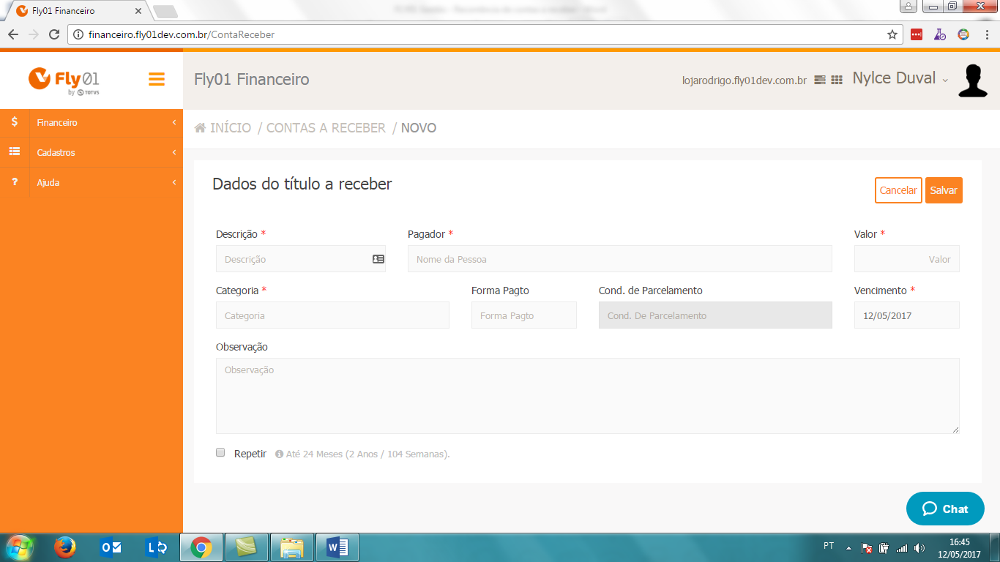 Fly01 Financeiro
financeiro.fly01dev.com.br/ContaReceber
Fly01
by TOTVS
Fly01 Financeiro
lojarodrigo.fly01dev.com.br
Nylce Duval
$ Financeiro
Cadastros
? Ajuda
INÍCIO / CONTAS A RECEBER / NOVO
Dados do título a receber
Cancelar
Salvar
Descrição *
Pagador *
Valor *
Descrição
Nome da Pessoa
Valor
Categoria *
Forma Pagto
Cond. de Parcelamento
Vencimento *
Categoria
Forma Pagto
Cond. De Parcelamento
12/05/2017
Observação
Observação
Repetir
Até 24 Meses (2 Anos / 104 Semanas).
Chat
PT
16:45
12/05/2017